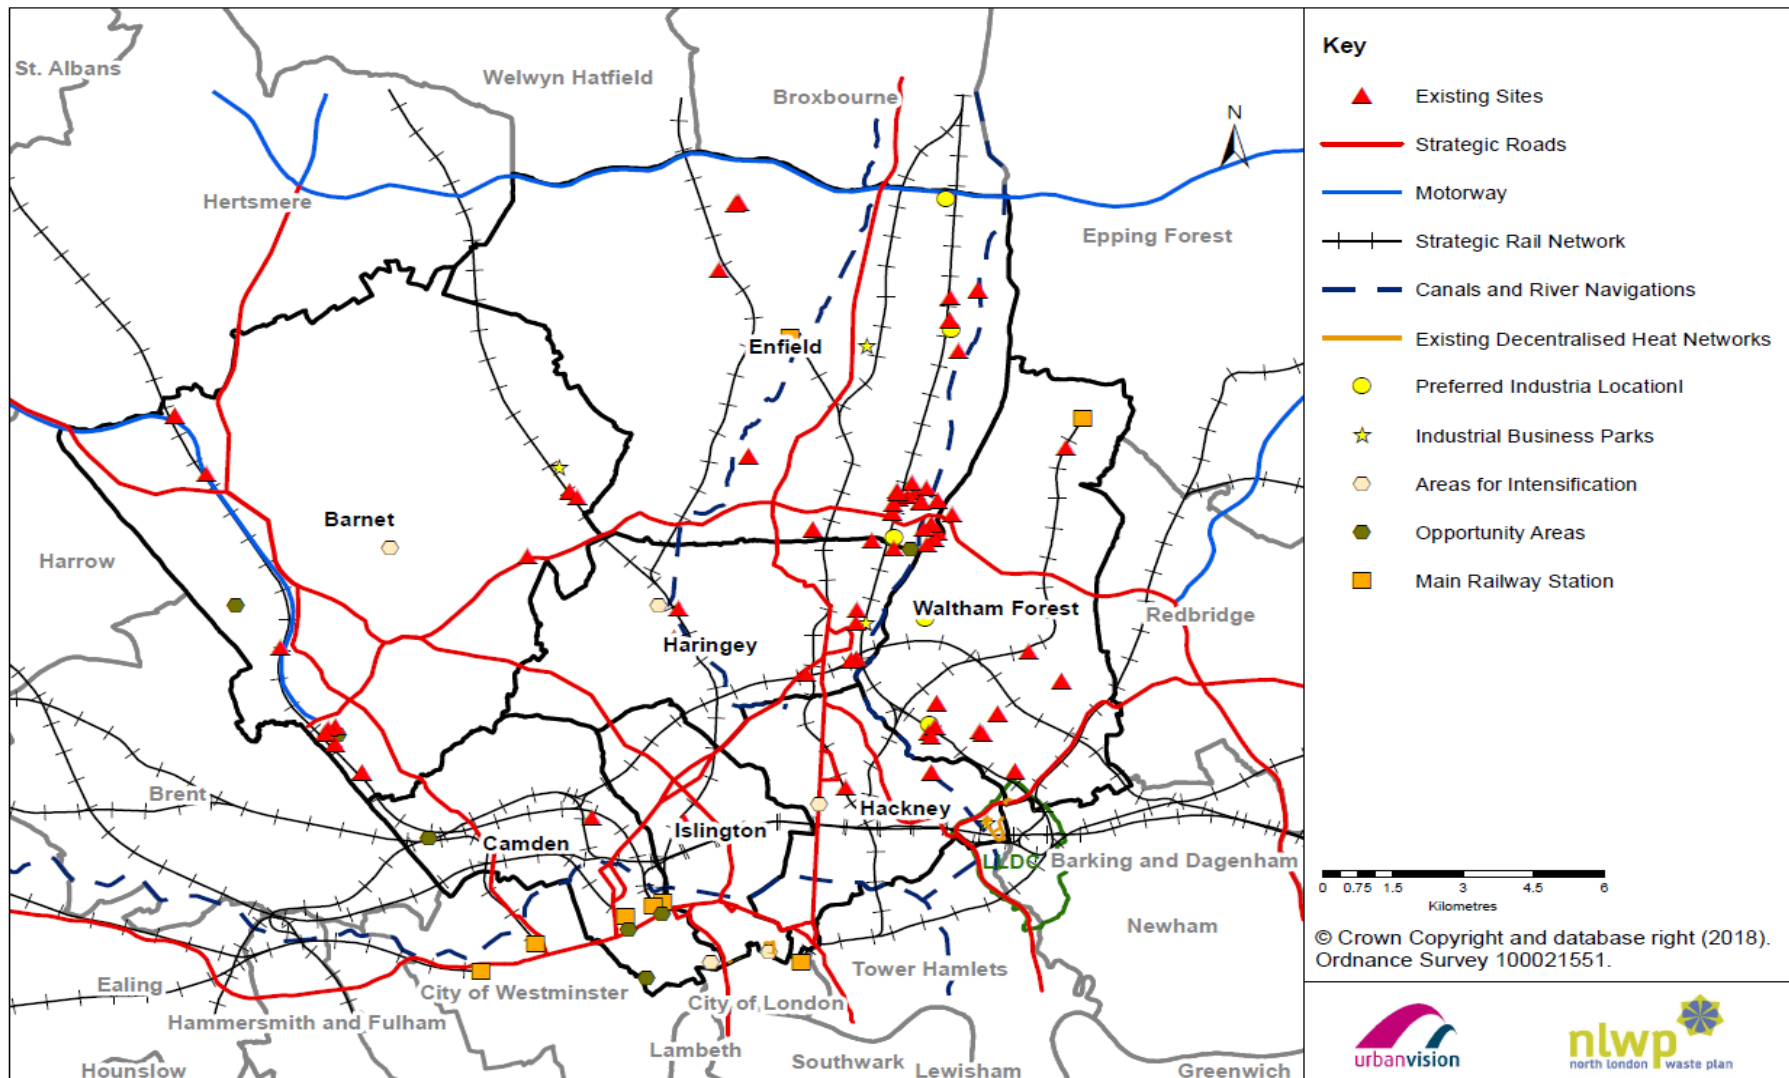 St. Albans
Welwyn Hatfield
Broxbourne
N
Hertsmere
Epping Forest
Enfield
Barnet
Harrow
Haringey
Waltham Forest
Redbridge
Brent
Camden
Islington
Hackney
LLDC
Barking and Dagenham
Newham
Ealing
City of Westminster
City of London
Tower Hamlets
Hammersmith and Fulham
Hounslow
Lambeth
Southwark
Lewisham
Greenwich
Key
Existing Sites
Strategic Roads
Motorway
Strategic Rail Network
Canals and River Navigations
Existing Decentralised Heat Networks
Preferred Industria Locationl
Industrial Business Parks
Areas for Intensification
Opportunity Areas
Main Railway Station
0 0.75 1.5 3 4.5 6
Kilometres
© Crown Copyright and database right (2018).
Ordnance Survey 100021551.
urbanvision
nlwp
north london waste plan